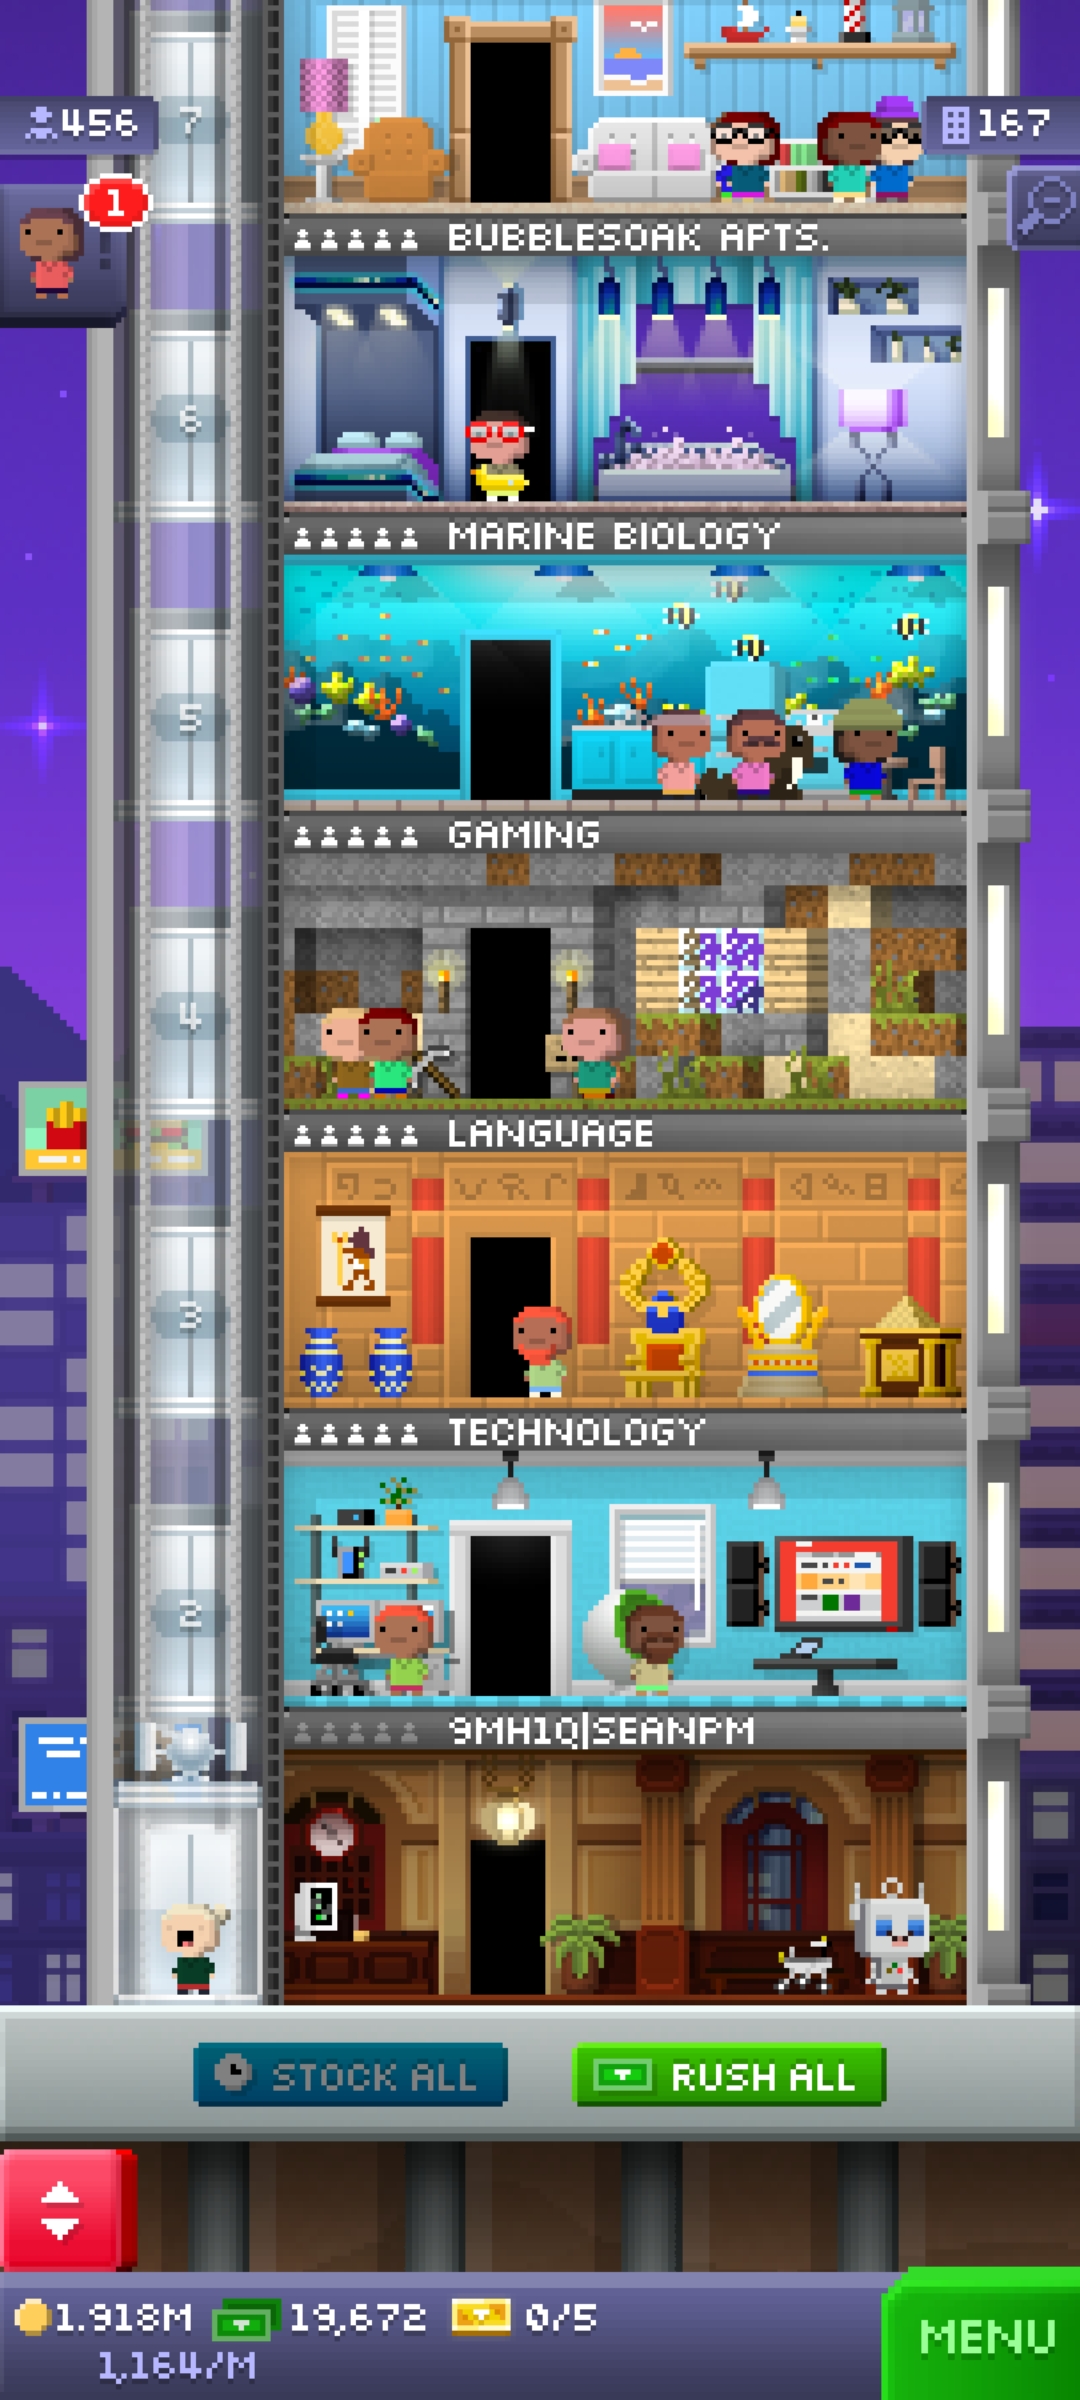 7
456
167
1
BUBBLESOAK APTS.
6
MARINE BIOLOGY
5
GAMING
4
LANGUAGE
3
TECHNOLOGY
2
9MH1Q|SEANPM
STOCK ALL
RUSH ALL
1.918M 19,672 0/5
1,164/M
MENU